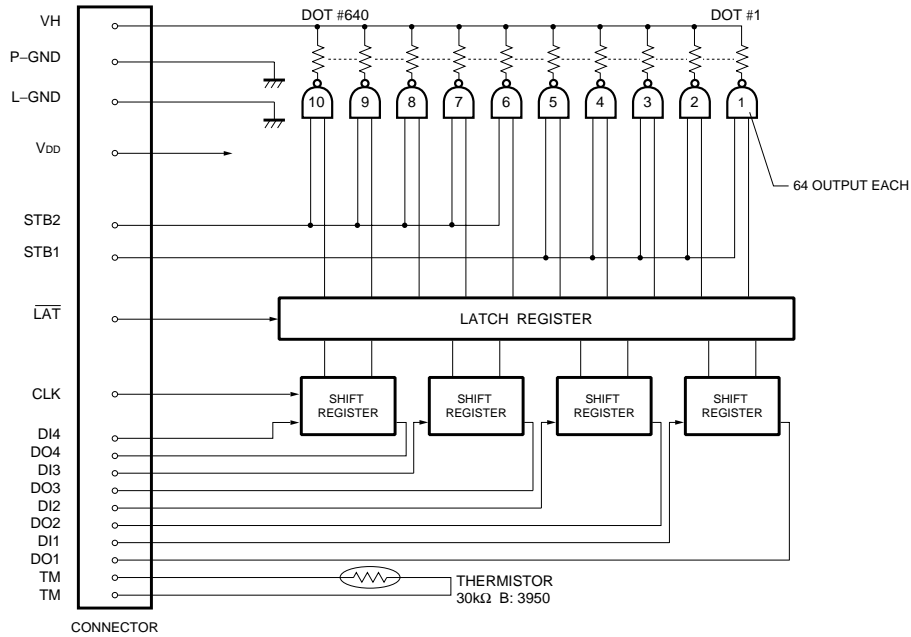 DOT #640
DOT #1
VH
P–GND
L–GND
VDD
STB2
STB1
LAT
CLK
DI4
DO4
DI3
DO3
DI2
DO2
DI1
DO1
TM
TM
CONNECTOR
10
9
8
7
6
5
4
3
2
1
64 OUTPUT EACH
LATCH REGISTER
SHIFT
REGISTER
SHIFT
REGISTER
SHIFT
REGISTER
SHIFT
REGISTER
THERMISTOR
30kΩ B: 3950